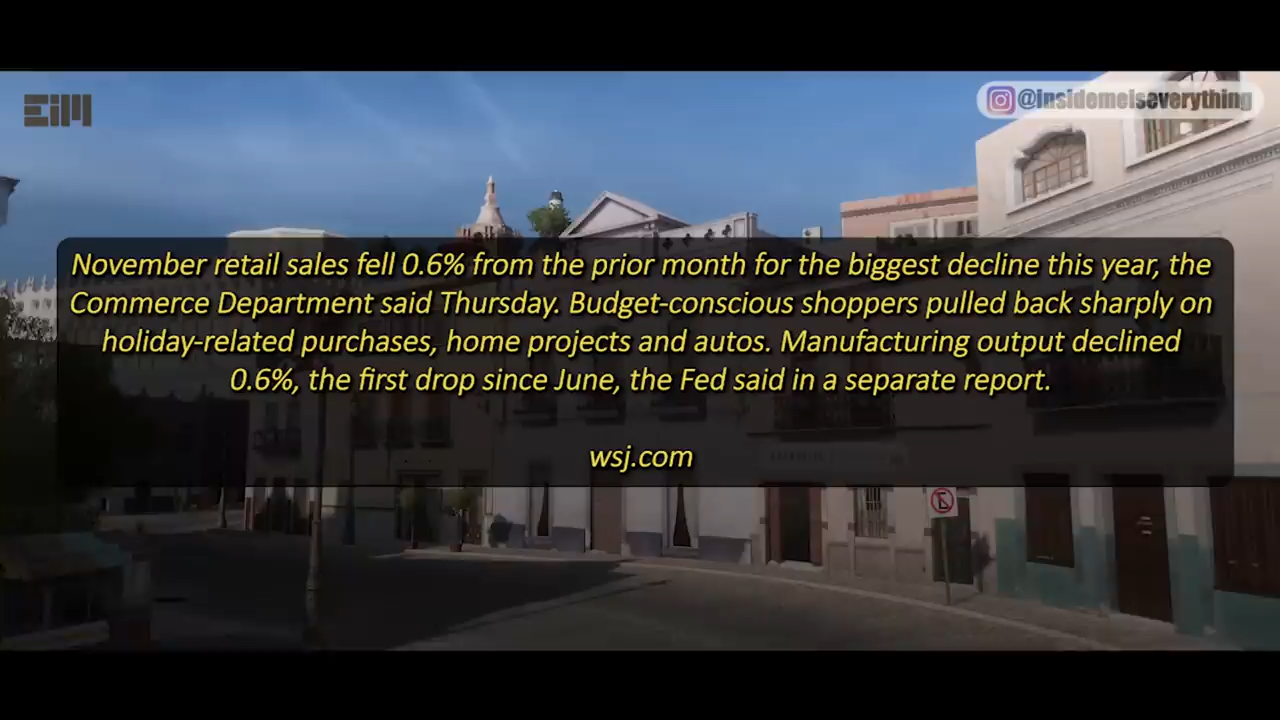 EiM
@insidemeiseverything
November retail sales fell 0.6% from the prior month for the biggest decline this year, the
Commerce Department said Thursday. Budget-conscious shoppers pulled back sharply on
holiday-related purchases, home projects and autos. Manufacturing output declined
0.6%, the first drop since June, the Fed said in a separate report.
wsj.com